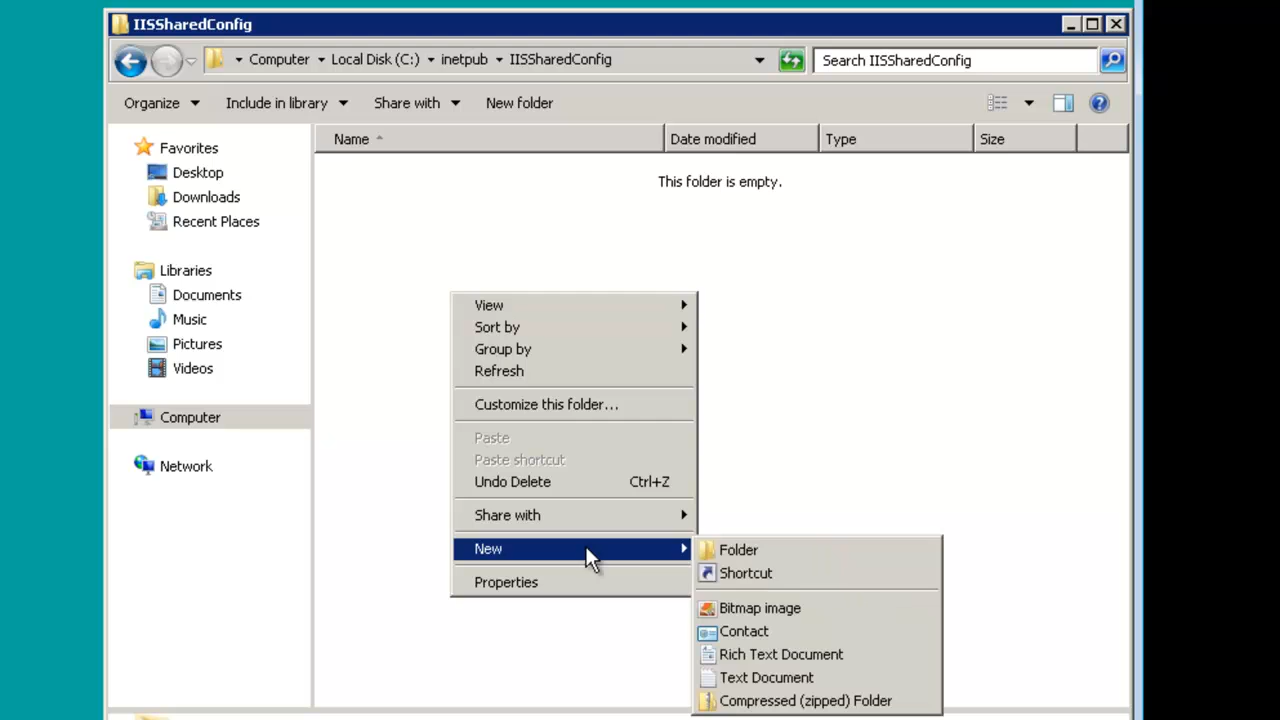 IISSharedConfig
Computer Local Disk (C:) inetpub IISSharedConfig
Search IISSharedConfig
Organize Include in library Share with New folder
Name Date modified Type Size
This folder is empty.
Favorites
Desktop
Downloads
Recent Places
Libraries
Documents
Music
Pictures
Videos
Computer
Network
View
Sort by
Group by
Refresh
Customize this folder...
Paste
Paste shortcut
Undo Delete Ctrl+Z
Share with
New
Properties
Folder
Shortcut
Bitmap image
Contact
Rich Text Document
Text Document
Compressed (zipped) Folder